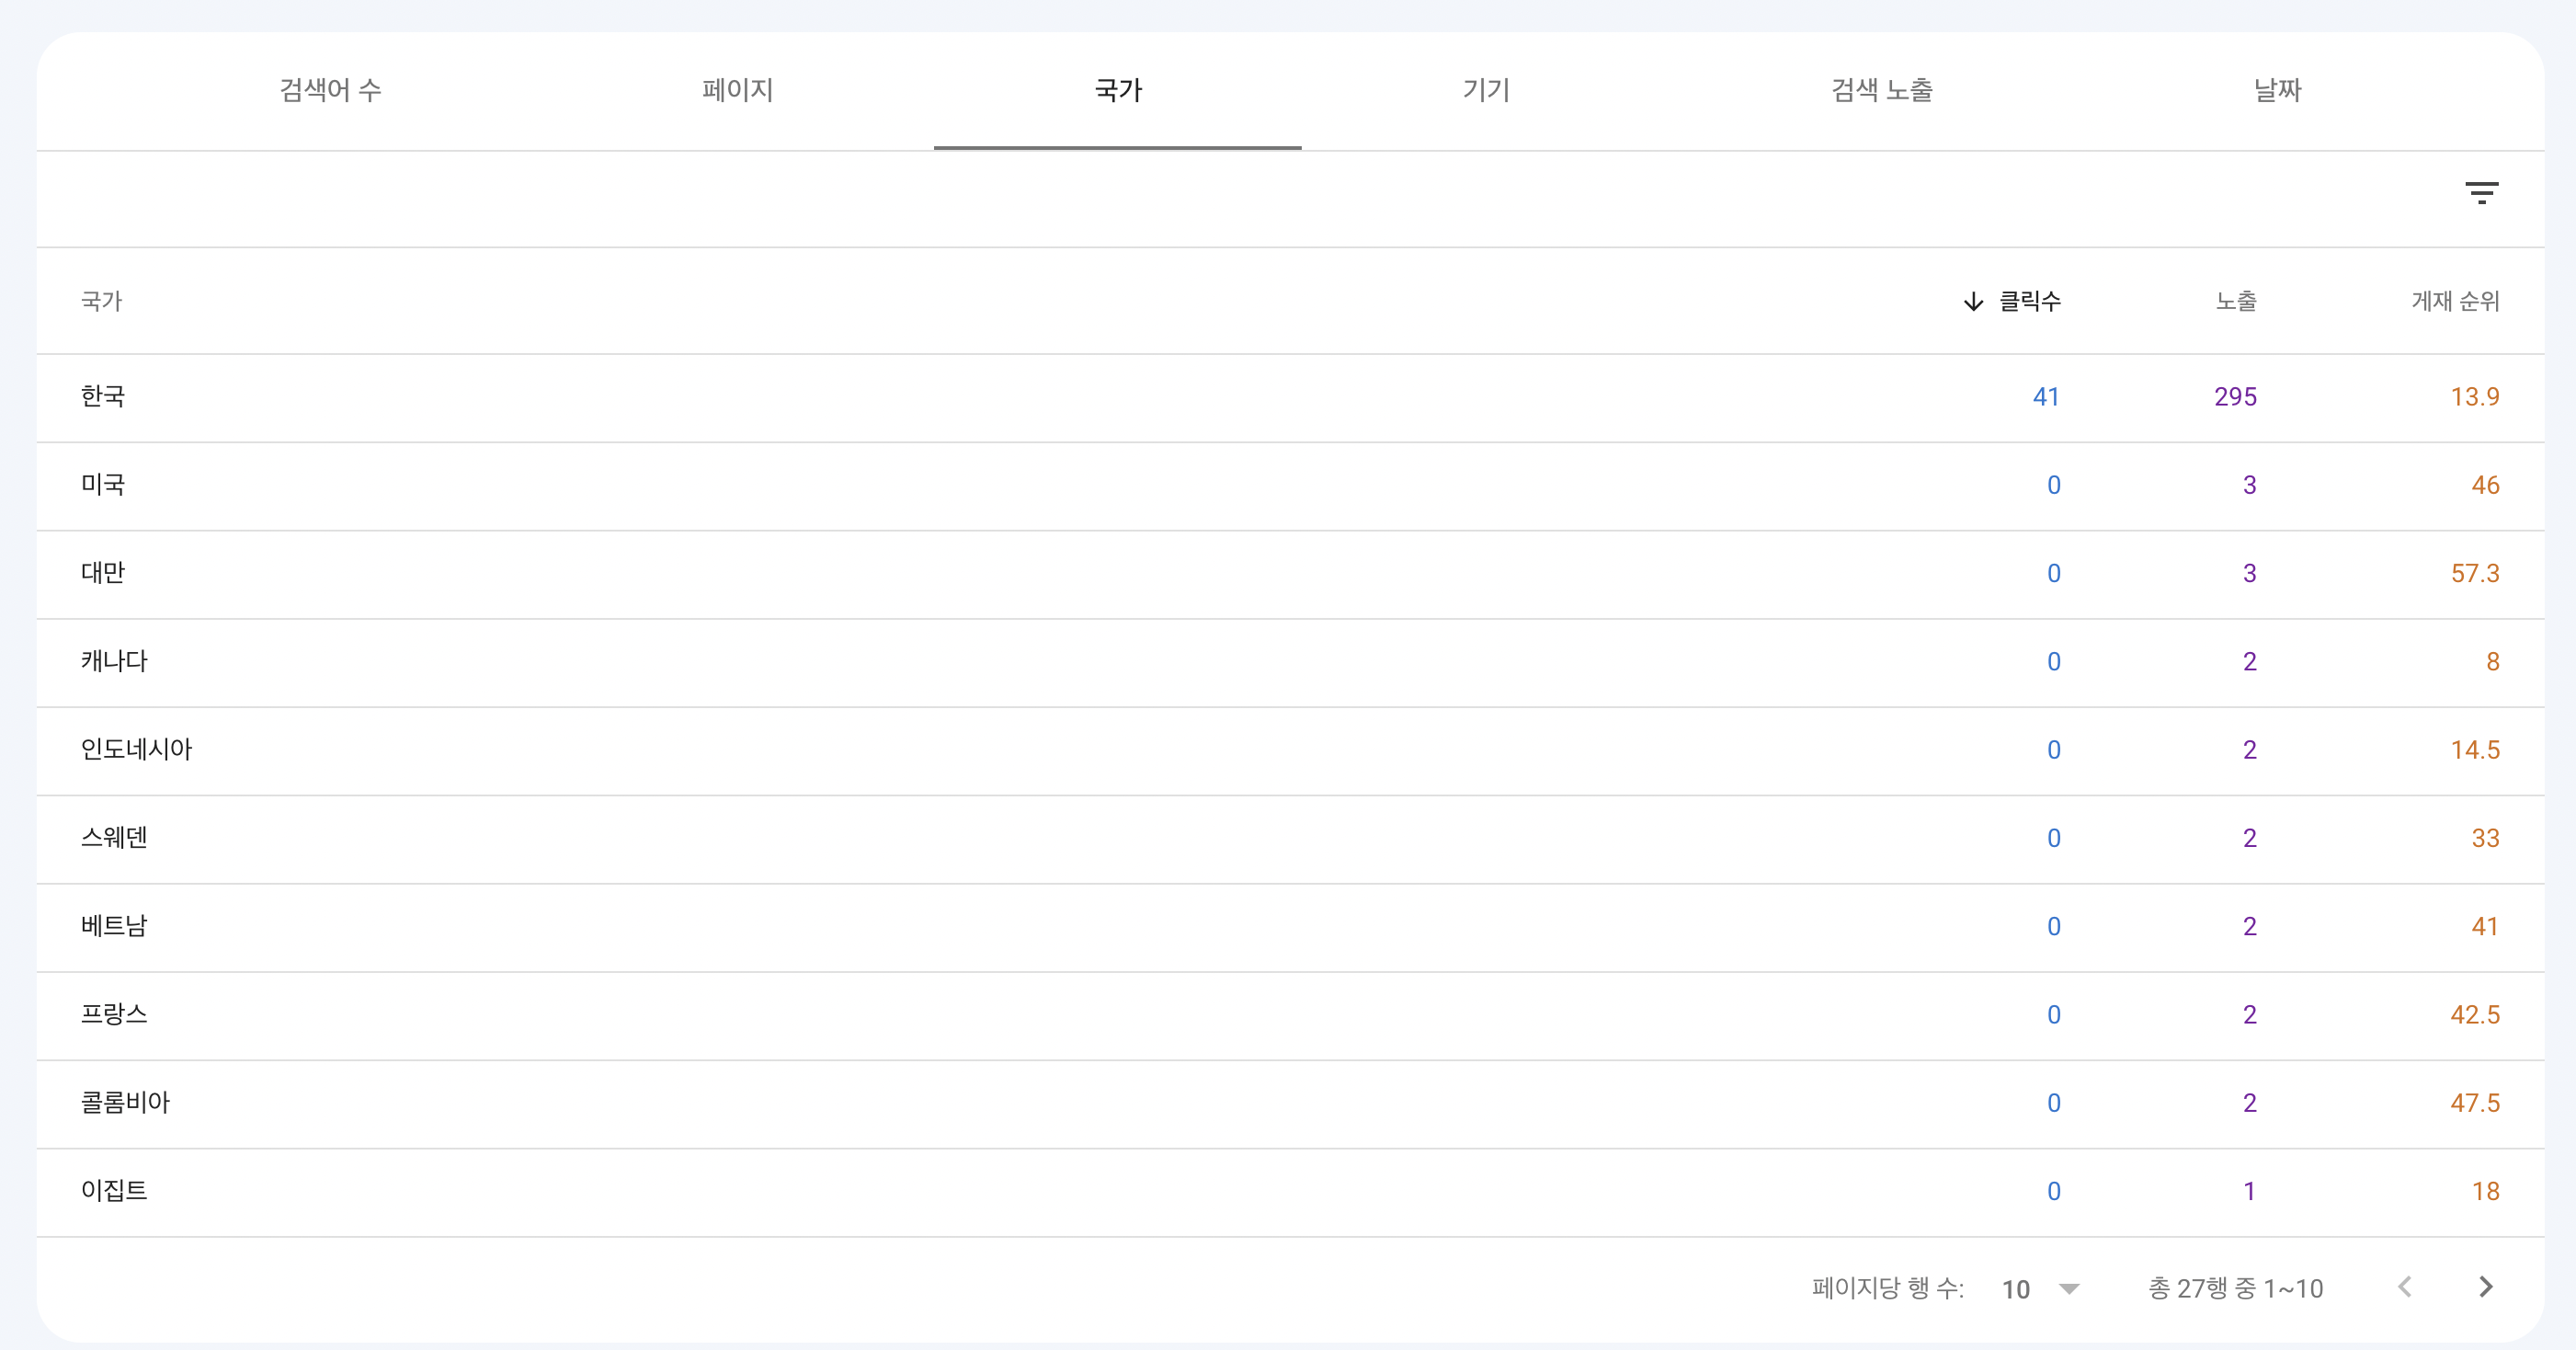 검색어 수 페이지 국가 기기 검색 노출 날짜
국가 클릭수 노출 게재 순위
한국 41 295 13.9
미국 0 3 46
대만 0 3 57.3
캐나다 0 2 8
인도네시아 0 2 14.5
스웨덴 0 2 33
베트남 0 2 41
프랑스 0 2 42.5
콜롬비아 0 2 47.5
이집트 0 1 18
페이지당 행 수: 10 총 27행 중 1~10